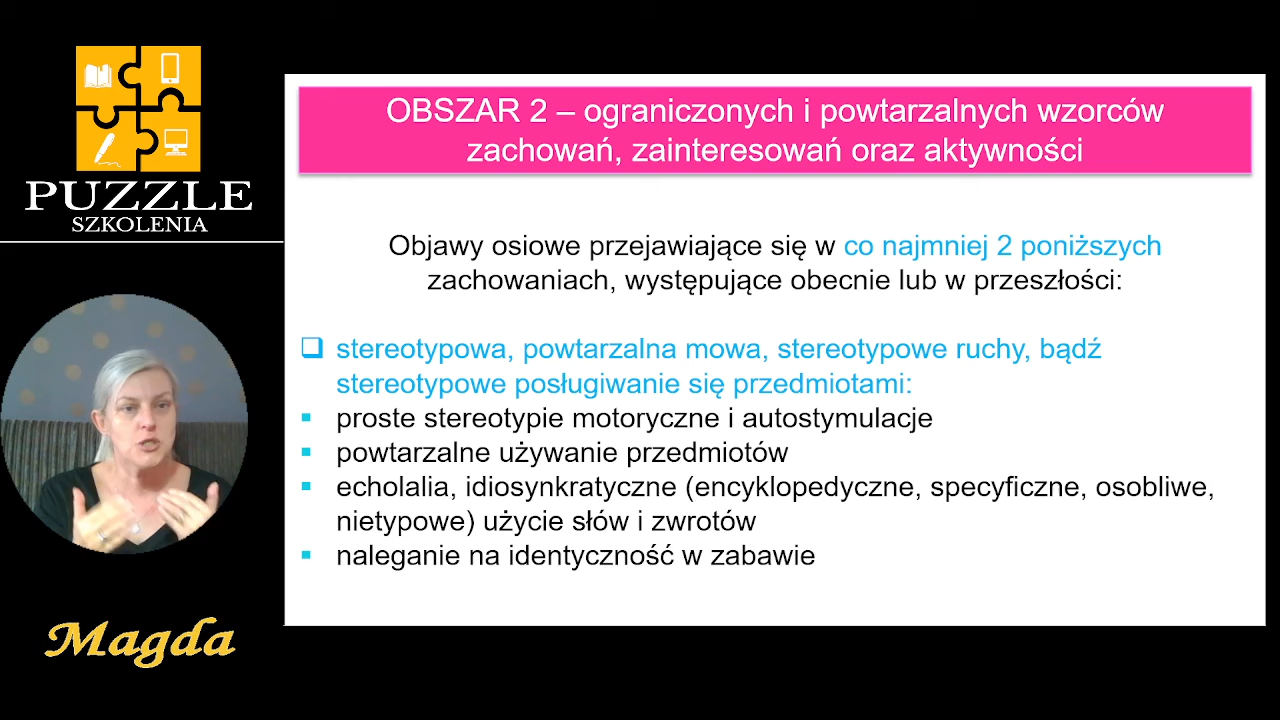 PUZZLE
SZKOLENIA
OBSZAR 2 – ograniczonych i powtarzalnych wzorców
zachowań, zainteresowań oraz aktywności
Objawy osiowe przejawiające się w co najmniej 2 poniższych
zachowaniach, występujące obecnie lub w przeszłości:
❑ stereotypowa, powtarzalna mowa, stereotypowe ruchy, bądź
stereotypowe posługiwanie się przedmiotami:
▪ proste stereotypie motoryczne i autostymulacje
▪ powtarzalne używanie przedmiotów
▪ echolalia, idiosynkratyczne (encyklopedyczne, specyficzne, osobliwe,
nietypowe) użycie słów i zwrotów
▪ naleganie na identyczność w zabawie
Magda